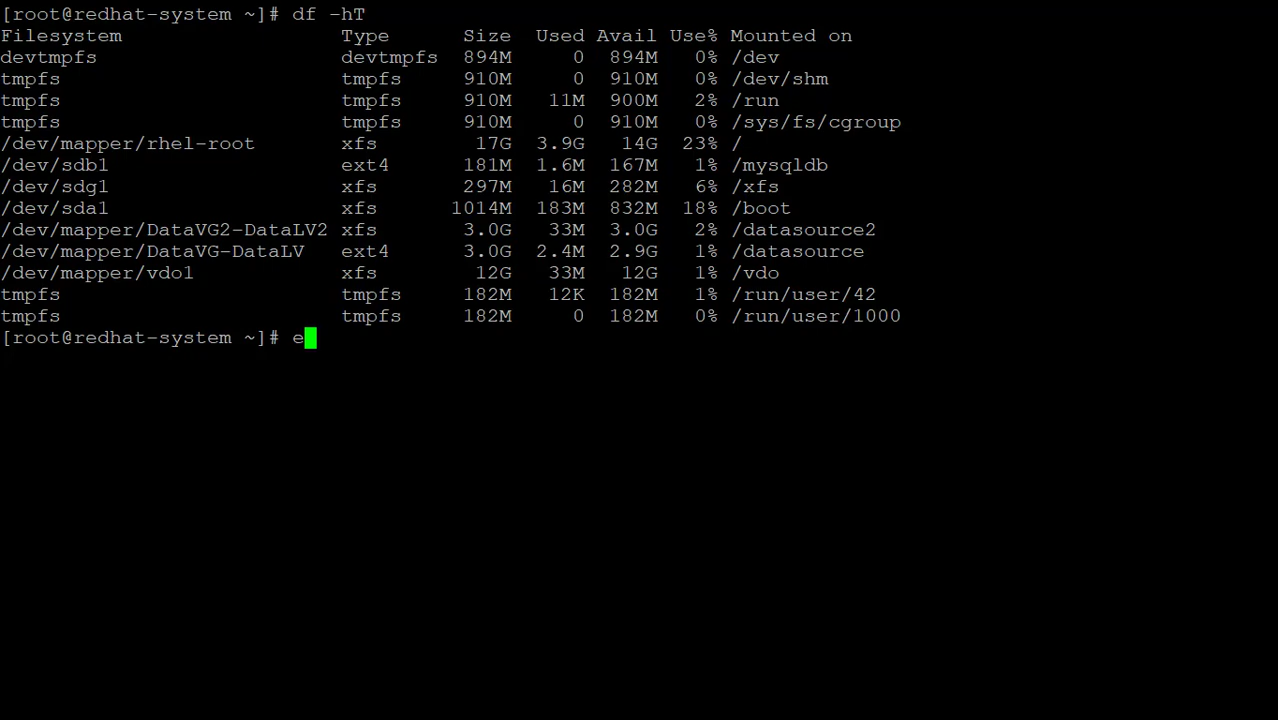 [root@redhat-system ~]# df -hT
Filesystem                  Type      Size  Used Avail Use% Mounted on
devtmpfs                    devtmpfs  894M     0  894M   0% /dev
tmpfs                       tmpfs     910M     0  910M   0% /dev/shm
tmpfs                       tmpfs     910M   11M  900M   2% /run
tmpfs                       tmpfs     910M     0  910M   0% /sys/fs/cgroup
/dev/mapper/rhel-root       xfs        17G  3.9G   14G  23% /
/dev/sdb1                   ext4      181M  1.6M  167M   1% /mysqldb
/dev/sdg1                   xfs       297M   16M  282M   6% /xfs
/dev/sda1                   xfs      1014M  183M  832M  18% /boot
/dev/mapper/DataVG2-DataLV2 xfs       3.0G   33M  3.0G   2% /datasource2
/dev/mapper/DataVG-DataLV   ext4      3.0G  2.4M  2.9G   1% /datasource
/dev/mapper/vdo1            xfs        12G   33M   12G   1% /vdo
tmpfs                       tmpfs     182M   12K  182M   1% /run/user/42
tmpfs                       tmpfs     182M     0  182M   0% /run/user/1000
[root@redhat-system ~]# e